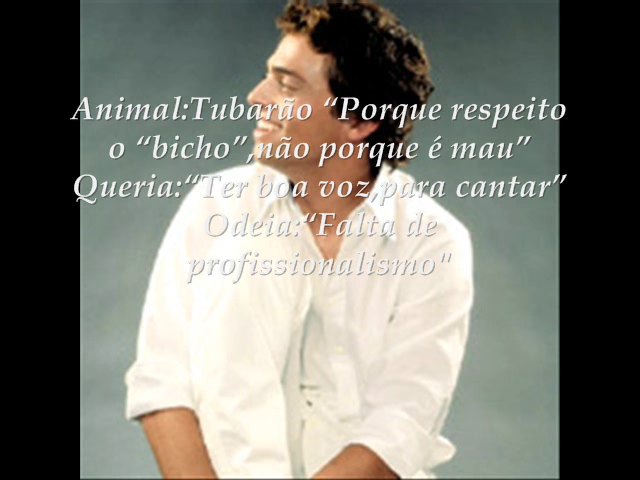 Animal:Tubarão “Porque respeito
o “bicho”,não porque é mau”
Queria:“Ter boa voz,para cantar”
Odeia:“Falta de
profissionalismo"